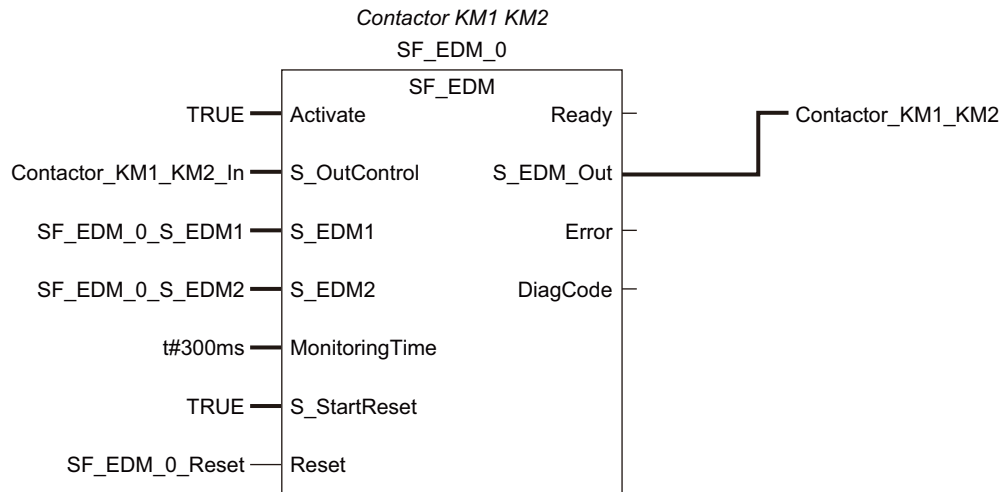 Contactor KM1 KM2
SF_EDM_0
SF_EDM
TRUE Activate Ready Contactor_KM1_KM2
Contactor_KM1_KM2_In S_OutControl S_EDM_Out
SF_EDM_0_S_EDM1 S_EDM1 Error
SF_EDM_0_S_EDM2 S_EDM2 DiagCode
t#300ms MonitoringTime
TRUE S_StartReset
SF_EDM_0_Reset Reset